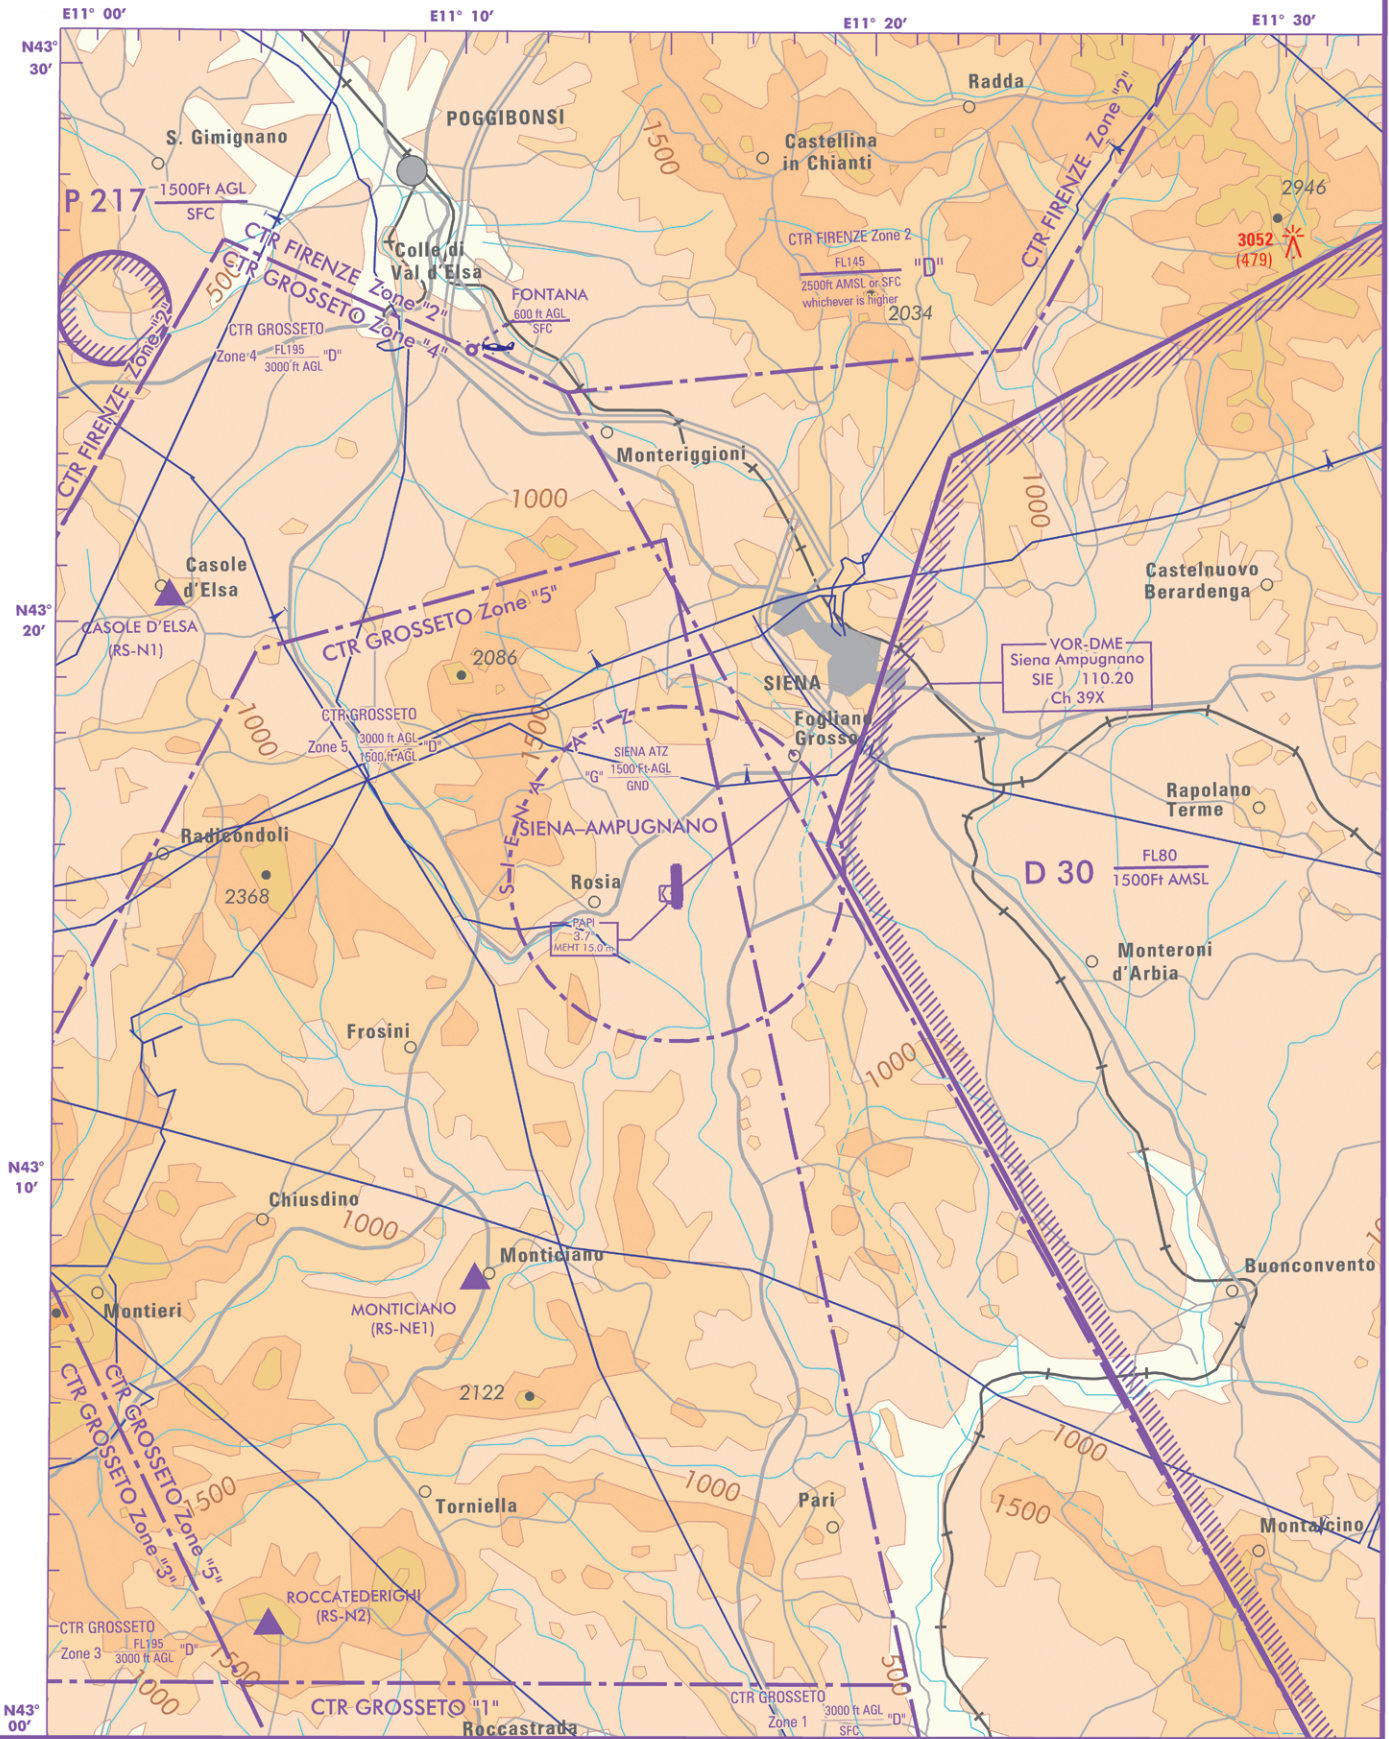 E11° 00′
E11° 10′
E11° 20′
E11° 30′
N43°
30′
Radda
POGGIBONSI
S. Gimignano
1500
Castellina
in Chianti
CTR FIRENZE Zone "2"
P 217
1500Ft AGL
SFC
2946
3052
(479)
CTR FIRENZE Zone "2"
CTR GROSSETO Zone "4"
Colle di
Val d'Elsa
CTR FIRENZE Zone 2
FL145
"D"
2500ft AMSL or SFC
whichever is higher
2034
500
FONTANA
600 ft AGL
SFC
CTR GROSSETO
Zone 4
FL195
3000 ft AGL
"D"
CTR FIRENZE Zone "2"
Monteriggioni
1000
1000
Casole
d'Elsa
Castelnuovo
Berardenga
N43°
20′
CASOLE D'ELSA
(RS-N1)
CTR GROSSETO Zone "5"
2086
VOR-DME
Siena Ampugnano
SIE 110.20
Ch 39X
SIENA
1000
CTR GROSSETO
Zone 5
3000 ft AGL
1500 ft AGL
"D"
1500
Fogliano
Grosso
SIENA ATZ
SIENA ATZ
"G"
1500 Ft AGL
GND
Rapolano
Terme
SIENA–AMPUGNANO
Radicondoli
D 30
FL80
1500Ft AMSL
2368
Rosia
PAPI
3.7°
MEHT 15.0 m
Monteroni
d'Arbia
Frosini
1000
N43°
10′
Chiusdino
1000
Monticiano
Buonconvento
MONTICIANO
(RS-NE1)
Montieri
2122
CTR GROSSETO Zone "5"
CTR GROSSETO Zone "3"
1000
1500
1000
Pari
1500
Torniella
Montalcino
ROCCATEDERIGHI
(RS-N2)
CTR GROSSETO
Zone 3
FL195
3000 ft AGL
"D"
1500
1000
500
CTR GROSSETO "1"
CTR GROSSETO
Zone 1
3000 ft AGL
SFC
"D"
N43°
00′
Roccastrada